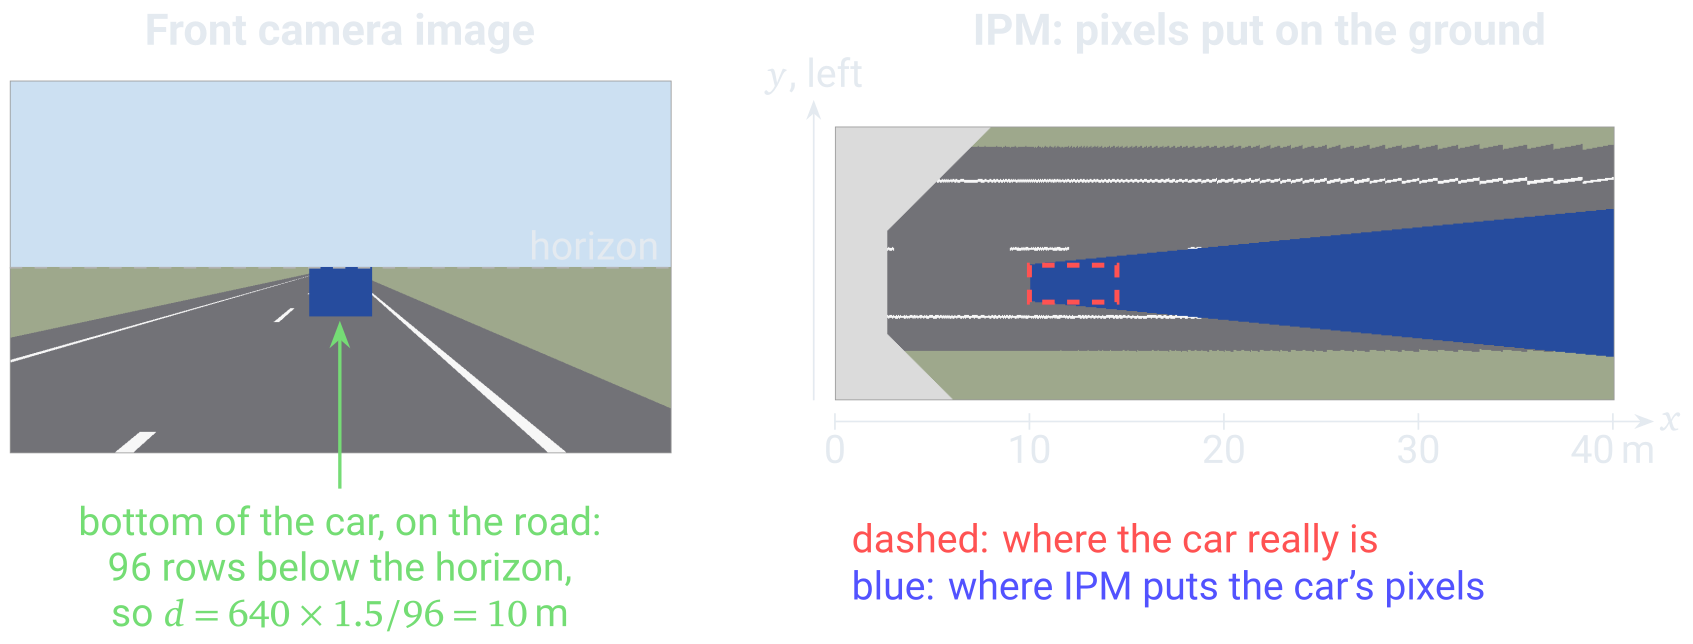 Front camera image
horizon
bottom of the car, on the road:
96 rows below the horizon,
so d = 640 × 1.5/96 = 10 m
IPM: pixels put on the ground
y, left
0 10 20 30 40 m x
dashed: where the car really is
blue: where IPM puts the car’s pixels